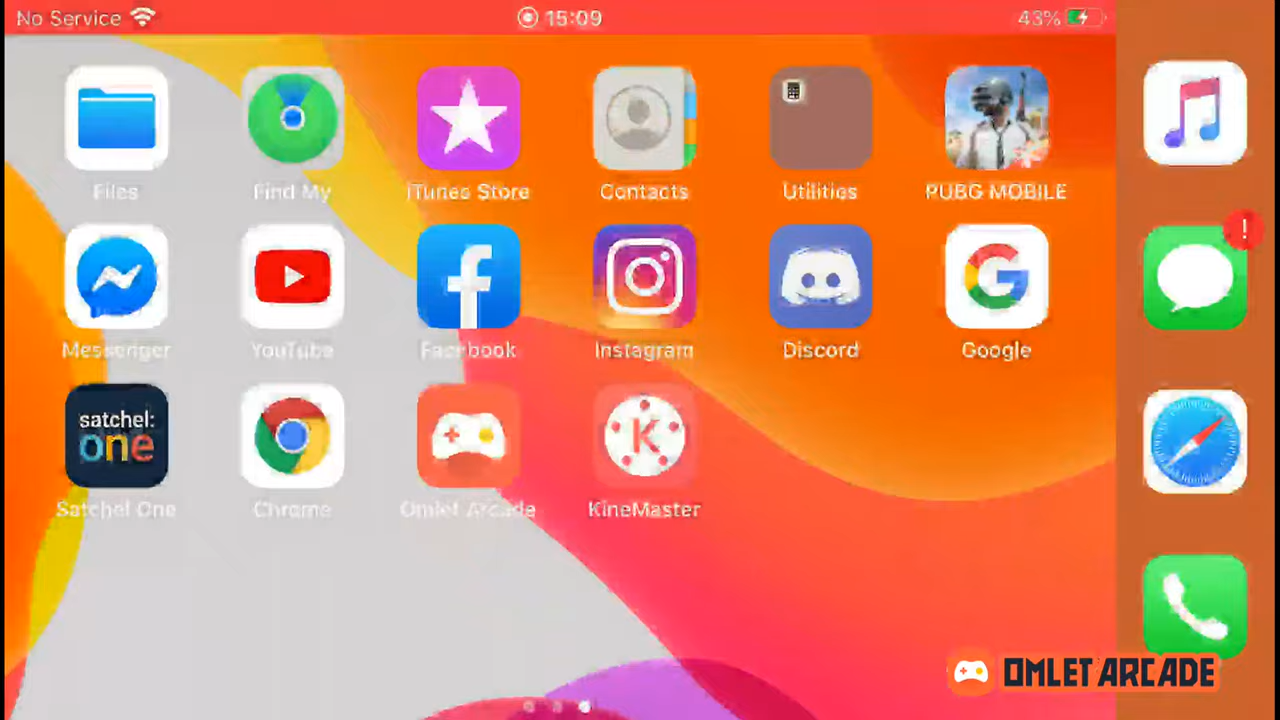 No Service 15:09 43%
Files Find My iTunes Store Contacts Utilities PUBG MOBILE
!
Messenger YouTube Facebook Instagram Discord Google
satchel:
one
K
Satchel One Chrome Omlet Arcade KineMaster
OMLET ARCADE